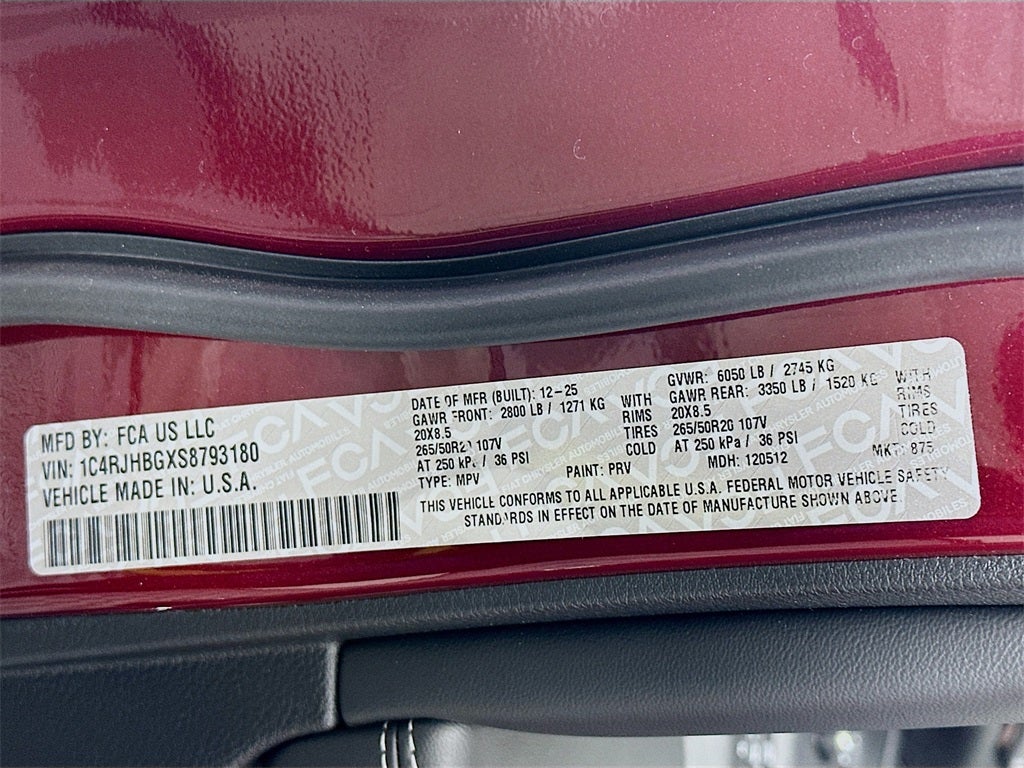 MFD BY: FCA US LLC
VIN: 1C4RJHBGXS8793180
VEHICLE MADE IN: U.S.A.
DATE OF MFR (BUILT): 12-25
GAWR FRONT: 2800 LB / 1271 KG WITH
20X8.5 RIMS
265/50R20 107V TIRES
AT 250 kPa / 36 PSI COLD
TYPE: MPV PAINT: PRV
GVWR: 6050 LB / 2745 KG
GAWR REAR: 3350 LB / 1520 KG WITH
20X8.5 RIMS
265/50R20 107V TIRES
AT 250 kPa / 36 PSI COLD
MDH: 120512 MKT: 875
THIS VEHICLE CONFORMS TO ALL APPLICABLE U.S.A. FEDERAL MOTOR VEHICLE SAFETY
STANDARDS IN EFFECT ON THE DATE OF MANUFACTURE SHOWN ABOVE.